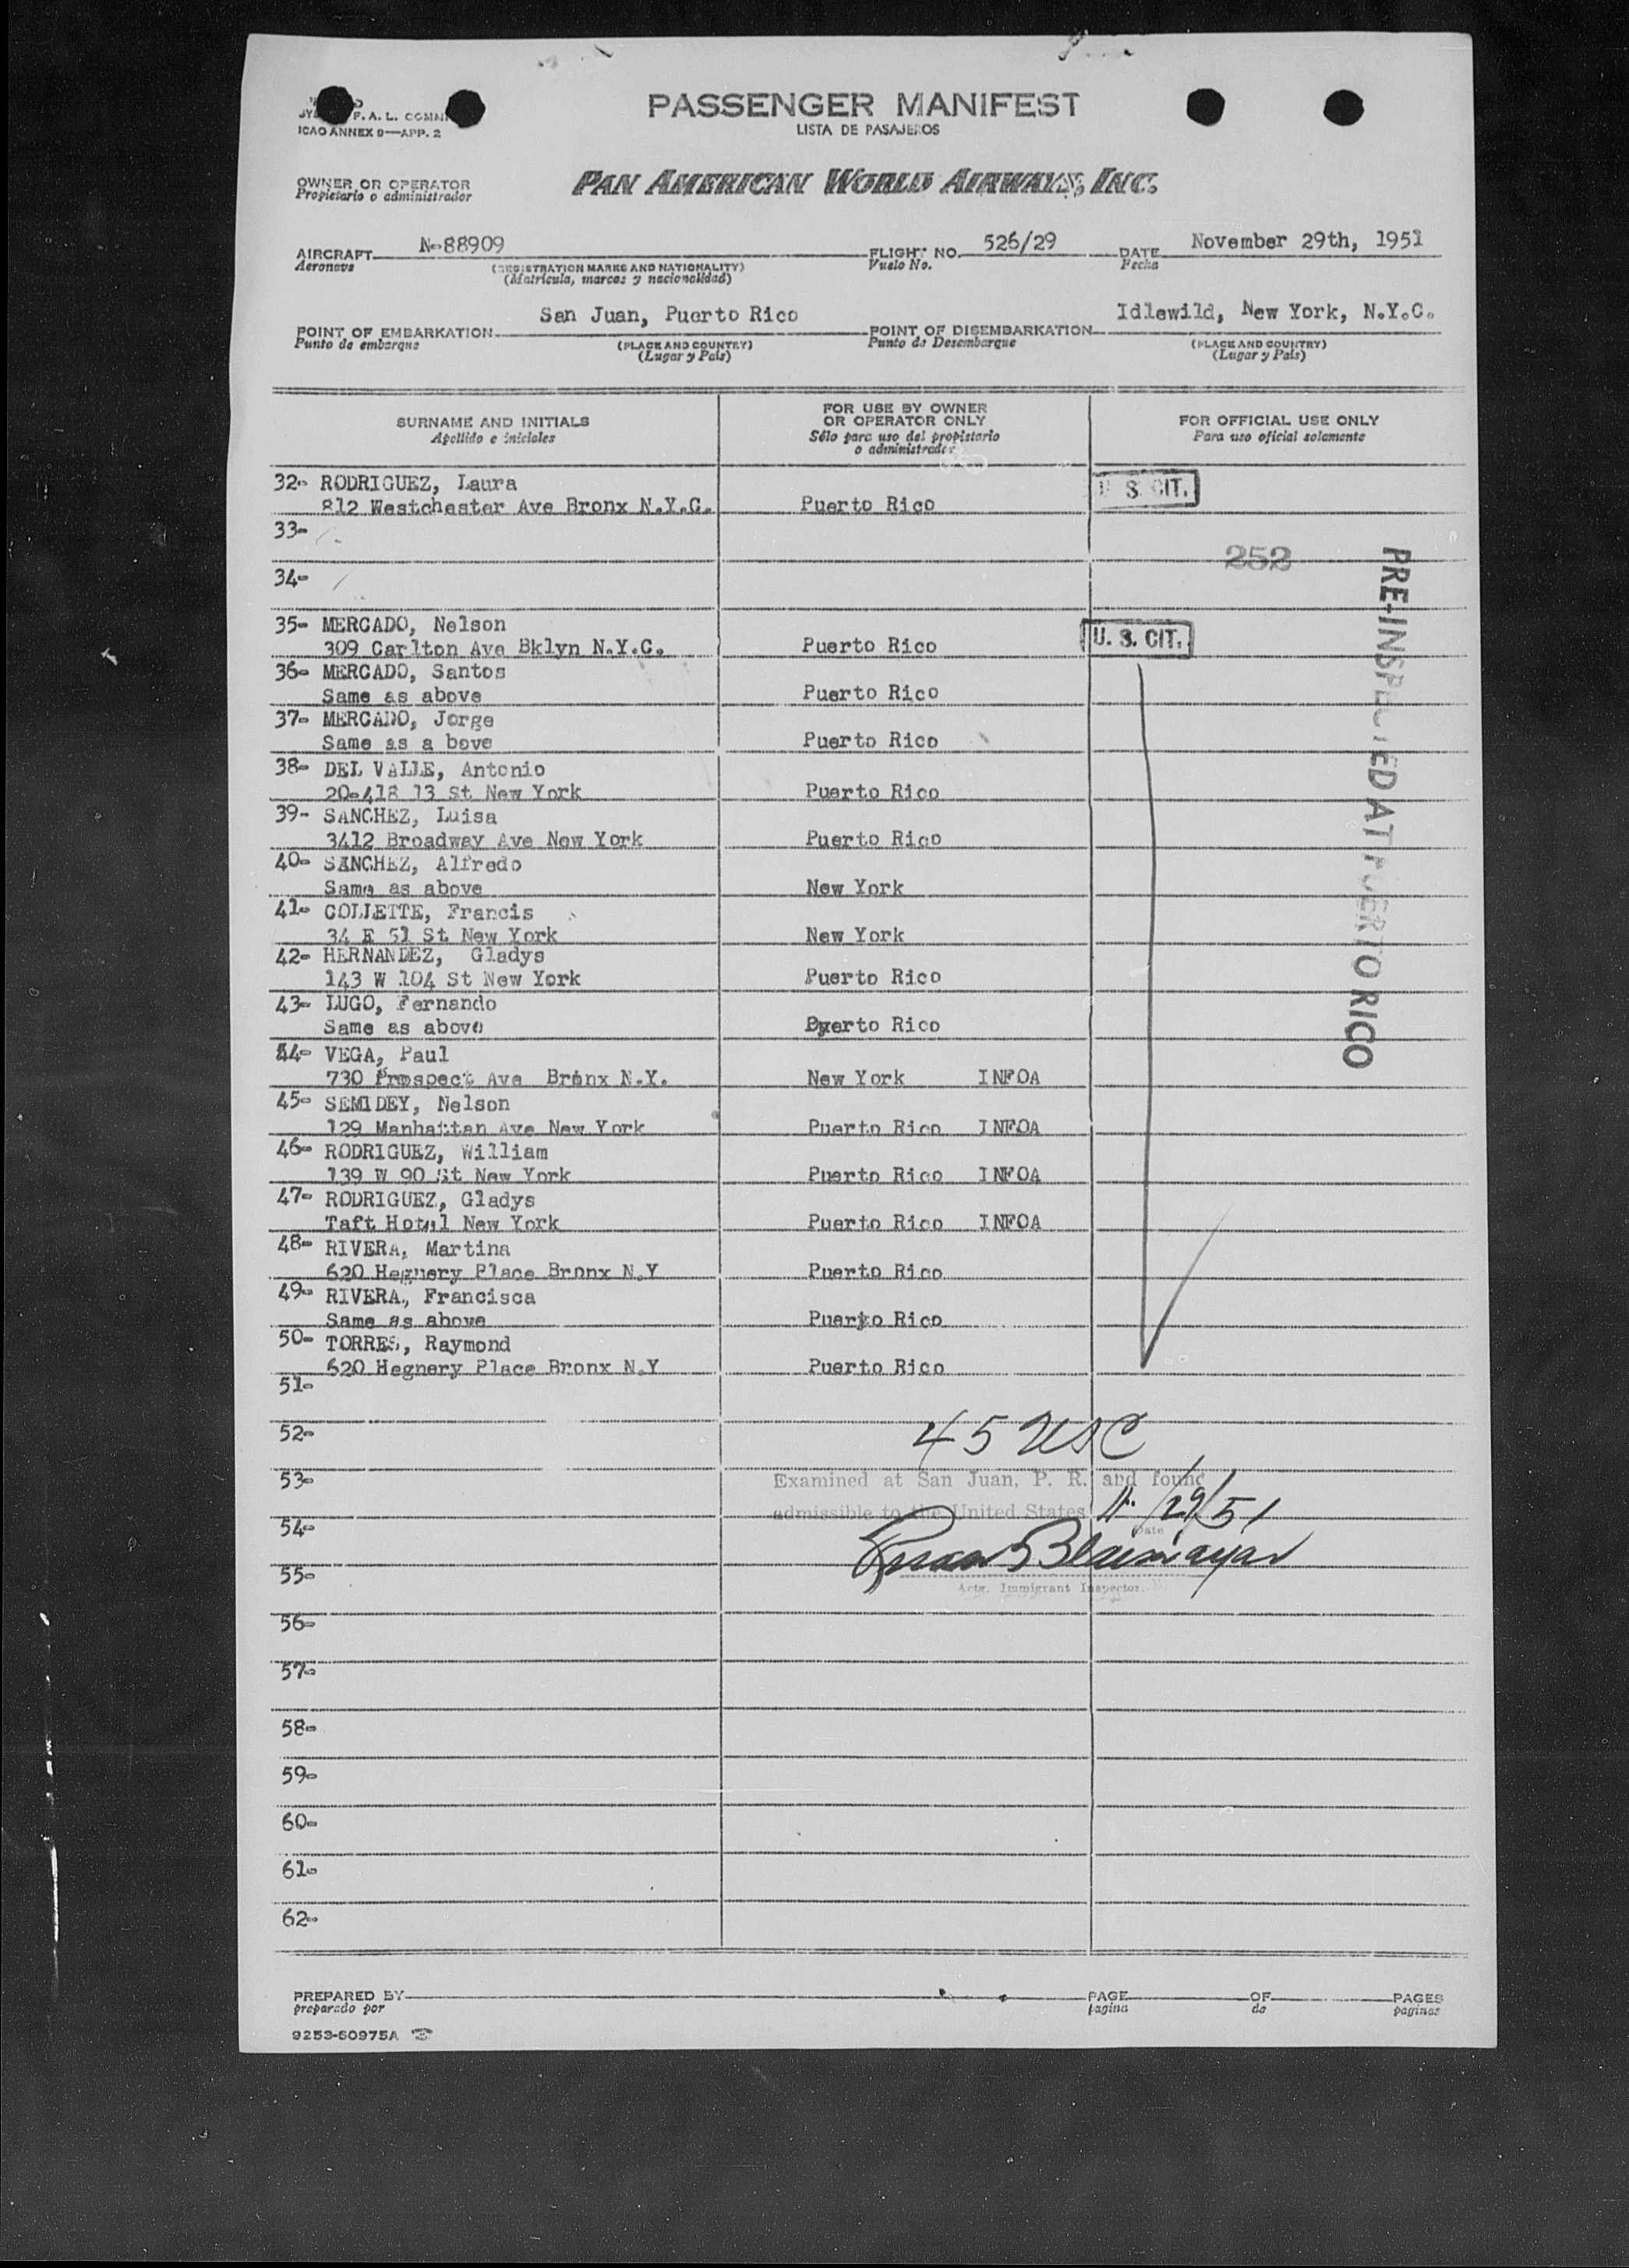 F. A. L. COMM
ICAO ANNEX 9—APP. 2
PASSENGER MANIFEST
LISTA DE PASAJEROS
OWNER OR OPERATOR
Propietario o administrador
PAN AMERICAN WORLD AIRWAYS, INC.
AIRCRAFT N-88909 FLIGHT NO. 526/29 DATE November 29th, 1951
Aeronave (REGISTRATION MARKS AND NATIONALITY) Vuelo No. Fecha
(Matrícula, marcas y nacionalidad)
POINT OF EMBARKATION San Juan, Puerto Rico POINT OF DISEMBARKATION Idlewild, New York, N.Y.C.
Punto de embarque (PLACE AND COUNTRY) Punto de Desembarque (PLACE AND COUNTRY)
(Lugar y País) (Lugar y País)
SURNAME AND INITIALS FOR USE BY OWNER OR OPERATOR ONLY FOR OFFICIAL USE ONLY
Apellido e iniciales Sólo para uso del propietario o administrador Para uso oficial solamente
32- RODRIGUEZ, Laura U. S. CIT.
812 Westchester Ave Bronx N.Y.C. Puerto Rico
33-
252
34-
35- MERCADO, Nelson
309 Carlton Ave Bklyn N.Y.C. Puerto Rico U. S. CIT.
36- MERCADO, Santos
Same as above Puerto Rico
37- MERCADO, Jorge
Same as a bove Puerto Rico
38- DEL VALLE, Antonio
20-418 13 St New York Puerto Rico
39- SANCHEZ, Luisa
3412 Broadway Ave New York Puerto Rico
40- SANCHEZ, Alfredo
Same as above New York
41- COLLETTE, Francis
34 E 51 St New York New York
42- HERNANDEZ, Gladys
143 W 104 St New York Puerto Rico
43- LUGO, Fernando
Same as above Puerto Rico
44- VEGA, Paul
730 Prospect Ave Bronx N.Y. New York INFOA
45- SEMIDEY, Nelson
129 Manhattan Ave New York Puerto Rico INFOA
46- RODRIGUEZ, William
139 W 90 St New York Puerto Rico INFOA
47- RODRIGUEZ, Gladys
Taft Hotel New York Puerto Rico INFOA
48- RIVERA, Martina
620 Hegnery Place Bronx N.Y Puerto Rico
49- RIVERA, Francisca
Same as above Puerto Rico
50- TORRES, Raymond
620 Hegnery Place Bronx N.Y Puerto Rico
PRE-INSPECTED AT PUERTO RICO
51-
52- 45 USC
53- Examined at San Juan, P. R. and found
admissible to the United States 11/29/51
54- Date
55-
Actg. Immigrant Inspector.
56-
57-
58-
59-
60-
61-
62-
PREPARED BY PAGE OF PAGES
preparado por pagina de paginas
9253-60975A